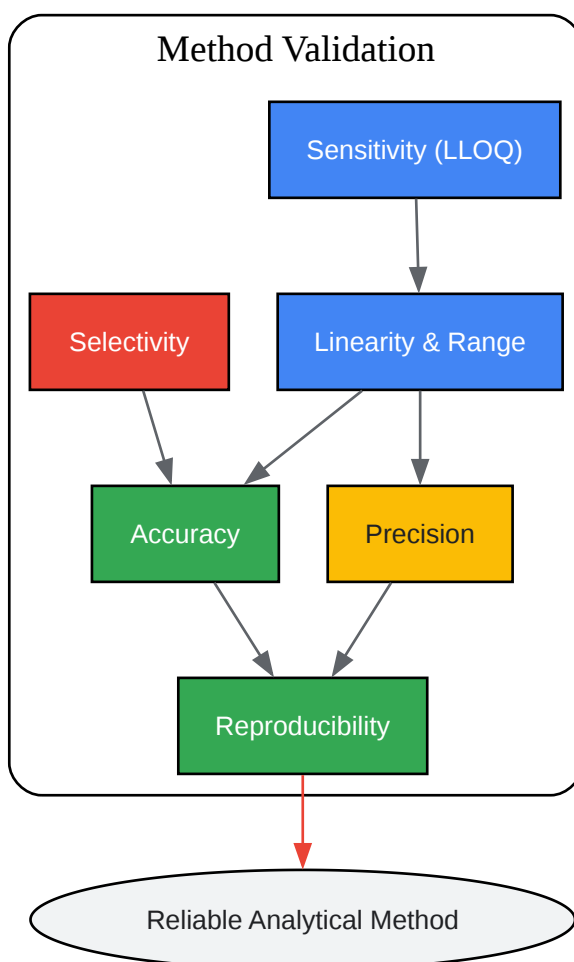 Method Validation
Sensitivity (LLOQ)
Selectivity
Linearity & Range
Accuracy
Precision
Reproducibility
Reliable Analytical Method